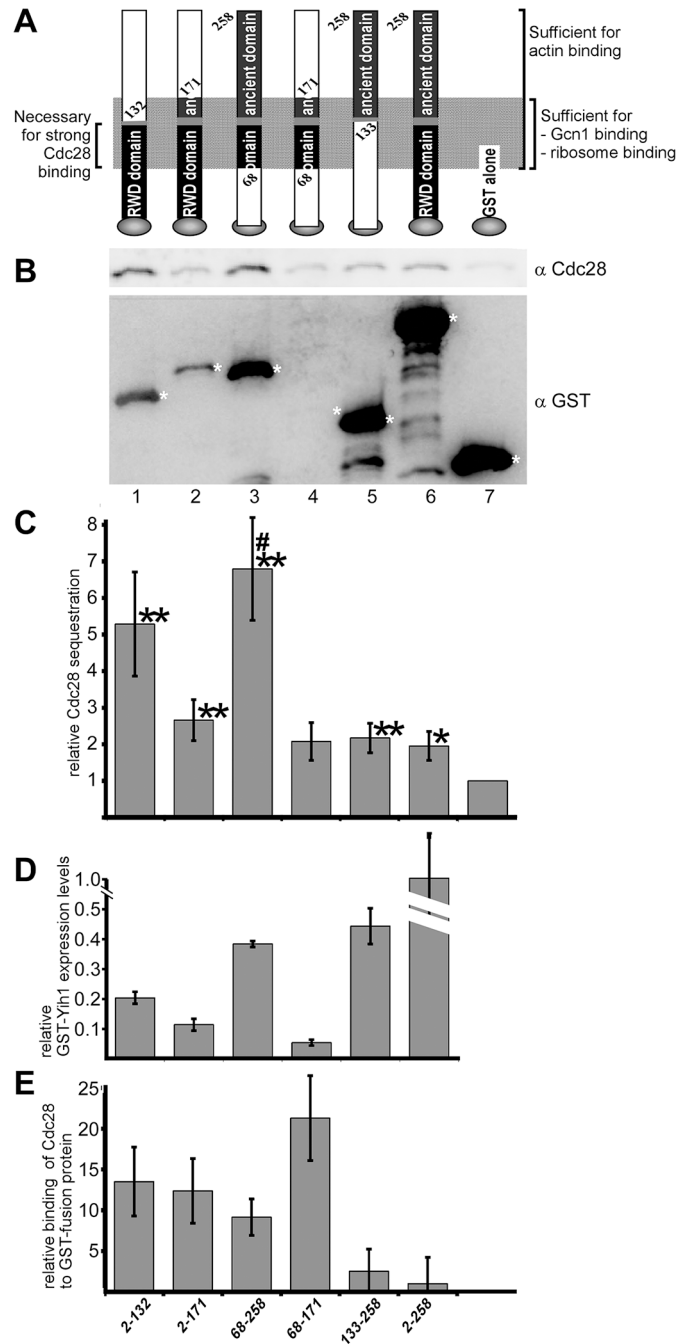 A
132
RWD domain
171
ancient domain
RWD domain
258
ancient domain
68
domain
171
ancient domain
68
domain
258
ancient domain
133
258
ancient domain
RWD domain
GST alone
Sufficient for
actin binding
Necessary
for strong
Cdc28
binding
Sufficient for
- Gcn1 binding
- ribosome binding
B
α Cdc28
α GST
* * * * * * *
1 2 3 4 5 6 7
C
relative Cdc28 sequestration
8
7
6
5
4
3
2
1
**
**
#
**
**
*
D
relative
GST-Yih1 expression levels
1.0
0.5
0.4
0.3
0.2
0.1
E
relative binding of Cdc28
to GST-fusion protein
25
20
15
10
5
2-132
2-171
68-258
68-171
133-258
2-258